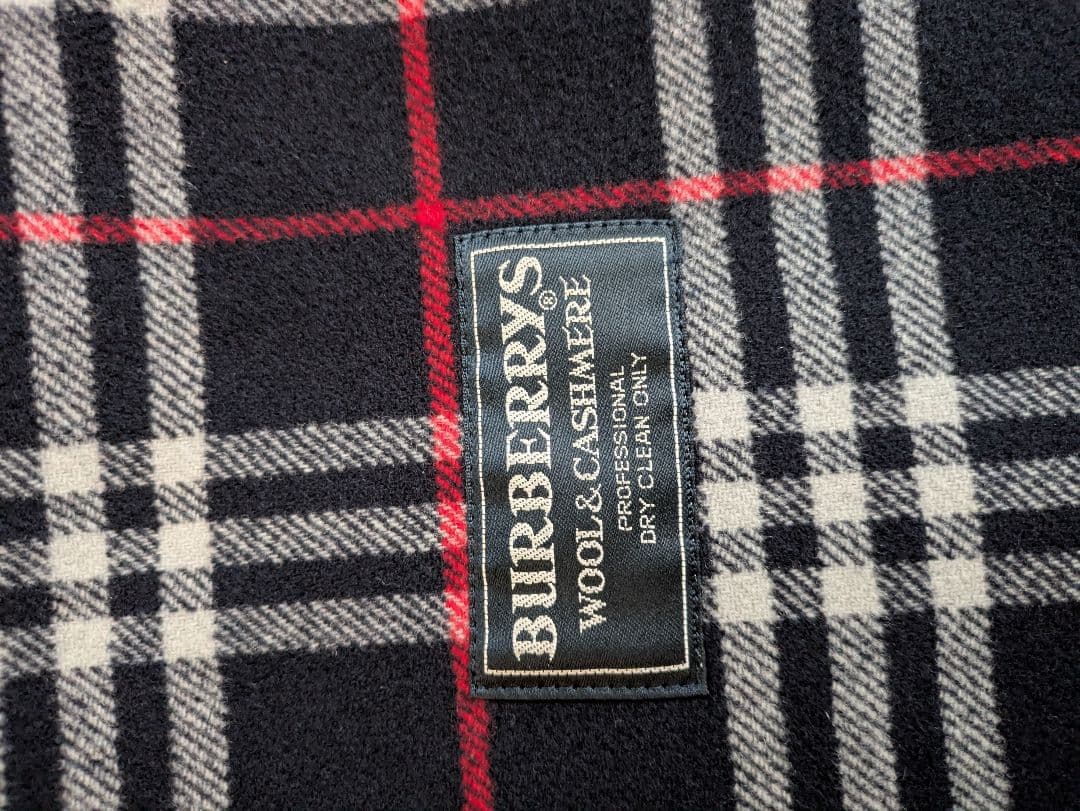 BURBERRYS®
WOOL & CASHMERE
PROFESSIONAL
DRY CLEAN ONLY